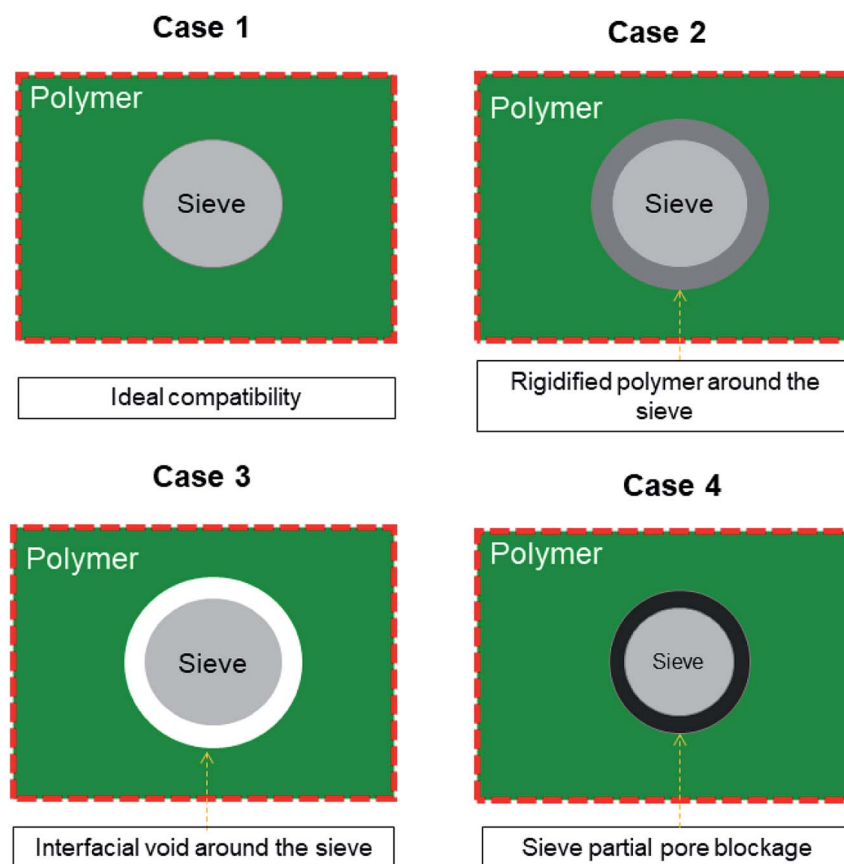 Case 1
Polymer
Sieve
Ideal compatibility
Case 2
Polymer
Sieve
Rigidified polymer around the
sieve
Case 3
Polymer
Sieve
Interfacial void around the sieve
Case 4
Polymer
Sieve
Sieve partial pore blockage